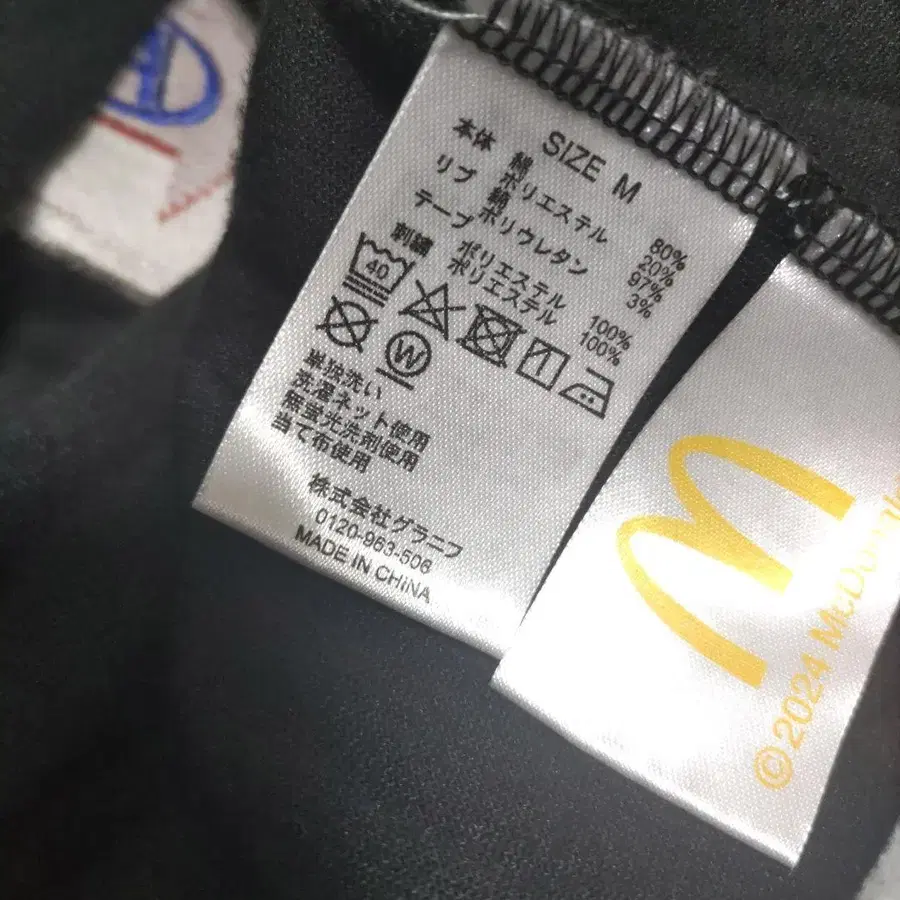 SIZE M
本体 綿 80%
ポリエステル 20%
リブ 綿 97%
ポリウレタン 3%
テープ ポリエステル 100%
刺繍 ポリエステル 100%
40
W
単独洗い
洗濯ネット使用
無蛍光洗剤使用
当て布使用
株式会社グラニフ
0120-963-506
MADE IN CHINA
M
©2024 McDonald